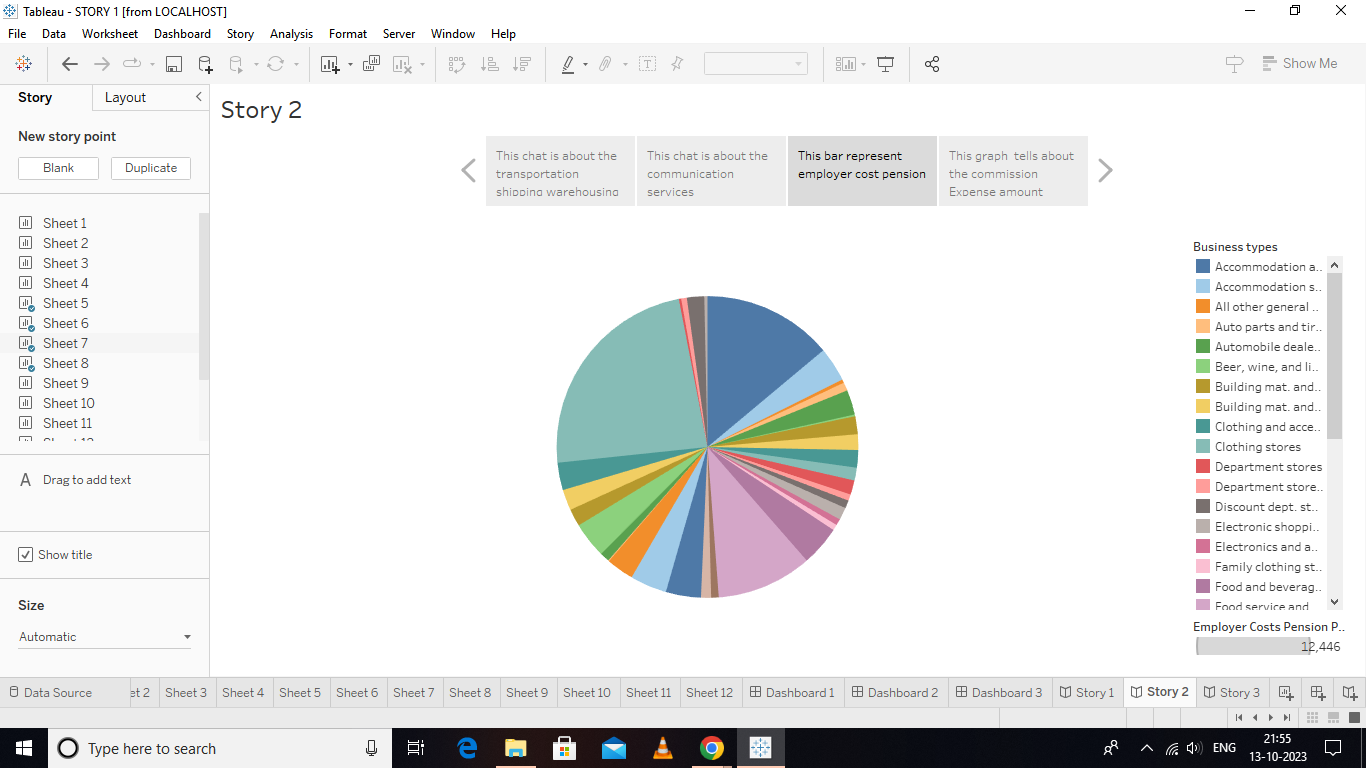 Tableau - STORY 1 [from LOCALHOST]
File Data Worksheet Dashboard Story Analysis Format Server Window Help
Show Me
Story Layout
New story point
Blank Duplicate
Sheet 1
Sheet 2
Sheet 3
Sheet 4
Sheet 5
Sheet 6
Sheet 7
Sheet 8
Sheet 9
Sheet 10
Sheet 11
A Drag to add text
Show title
Size
Automatic
Story 2
This chat is about the
transportation
shipping warehousing
This chat is about the
communication
services
This bar represent
employer cost pension
This graph tells about
the commission
Expense amount
Business types
Accommodation a..
Accommodation s..
All other general ..
Auto parts and tir..
Automobile deale..
Beer, wine, and li..
Building mat. and..
Building mat. and..
Clothing and acce..
Clothing stores
Department stores
Department store..
Discount dept. st..
Electronic shoppi..
Electronics and a..
Family clothing st..
Food and beverag..
Food service and
Employer Costs Pension P..
12,446
Data Source et 2 Sheet 3 Sheet 4 Sheet 5 Sheet 6 Sheet 7 Sheet 8 Sheet 9 Sheet 10 Sheet 11 Sheet 12 Dashboard 1 Dashboard 2 Dashboard 3 Story 1 Story 2 Story 3
Type here to search
ENG
21:55
13-10-2023